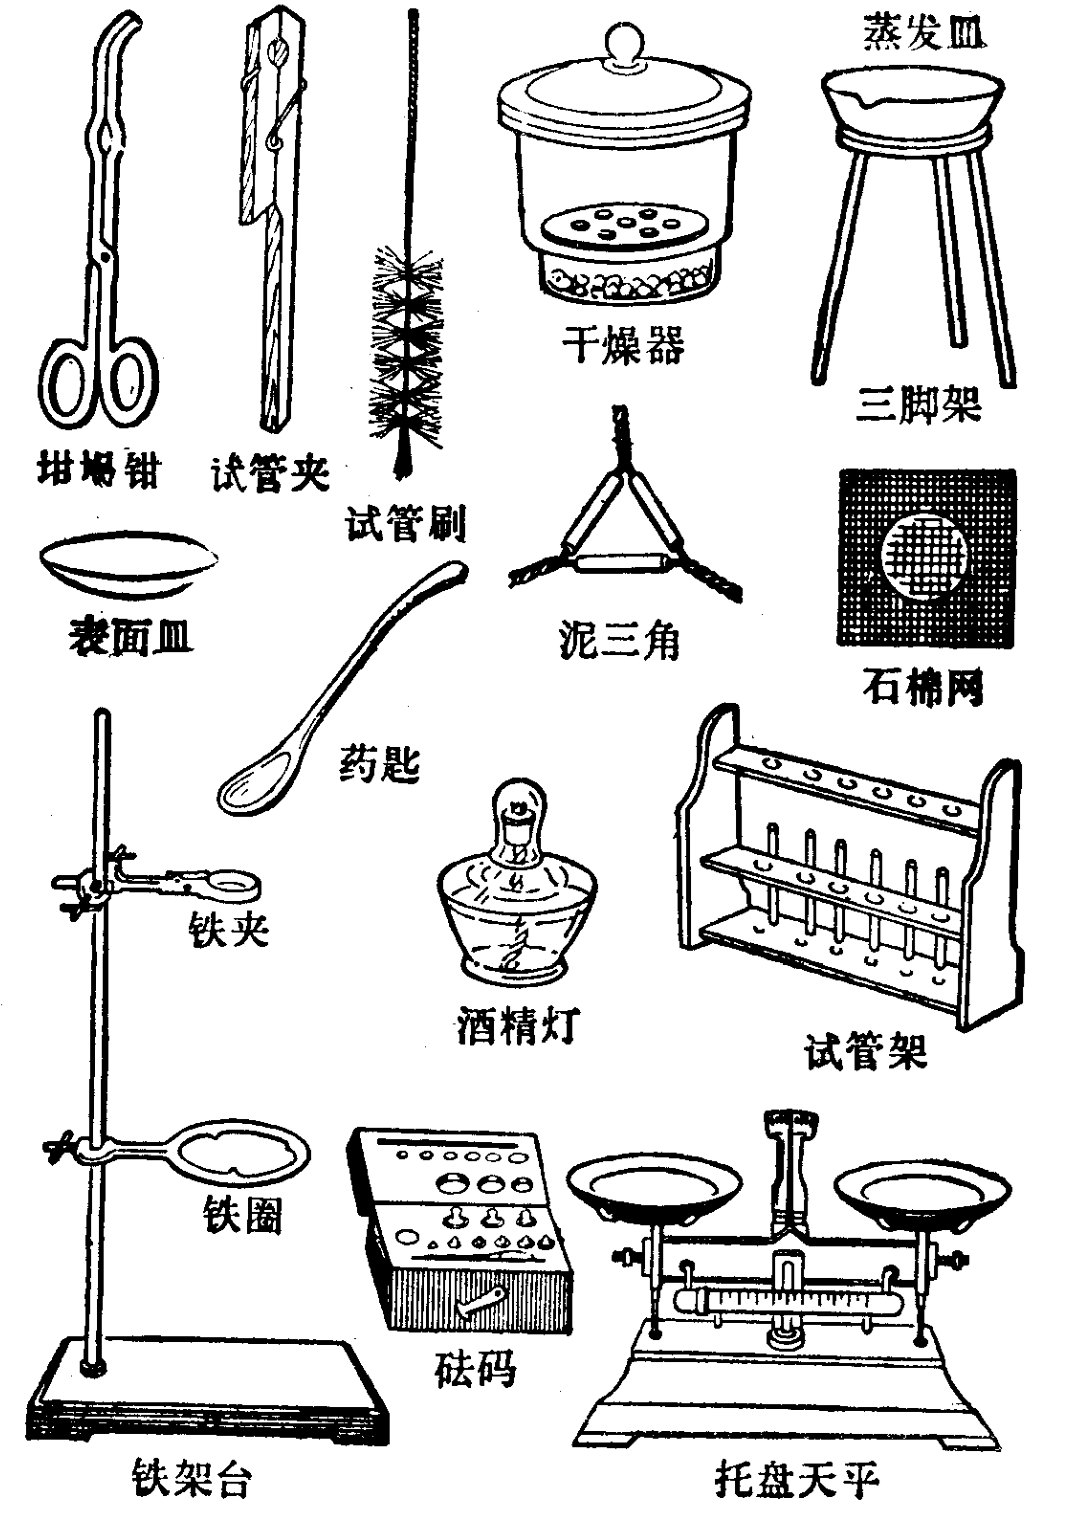 蒸发皿
干燥器
三脚架
坩埚钳
试管夹
试管刷
表面皿
泥三角
石棉网
药匙
铁夹
酒精灯
试管架
铁圈
砝码
铁架台
托盘天平